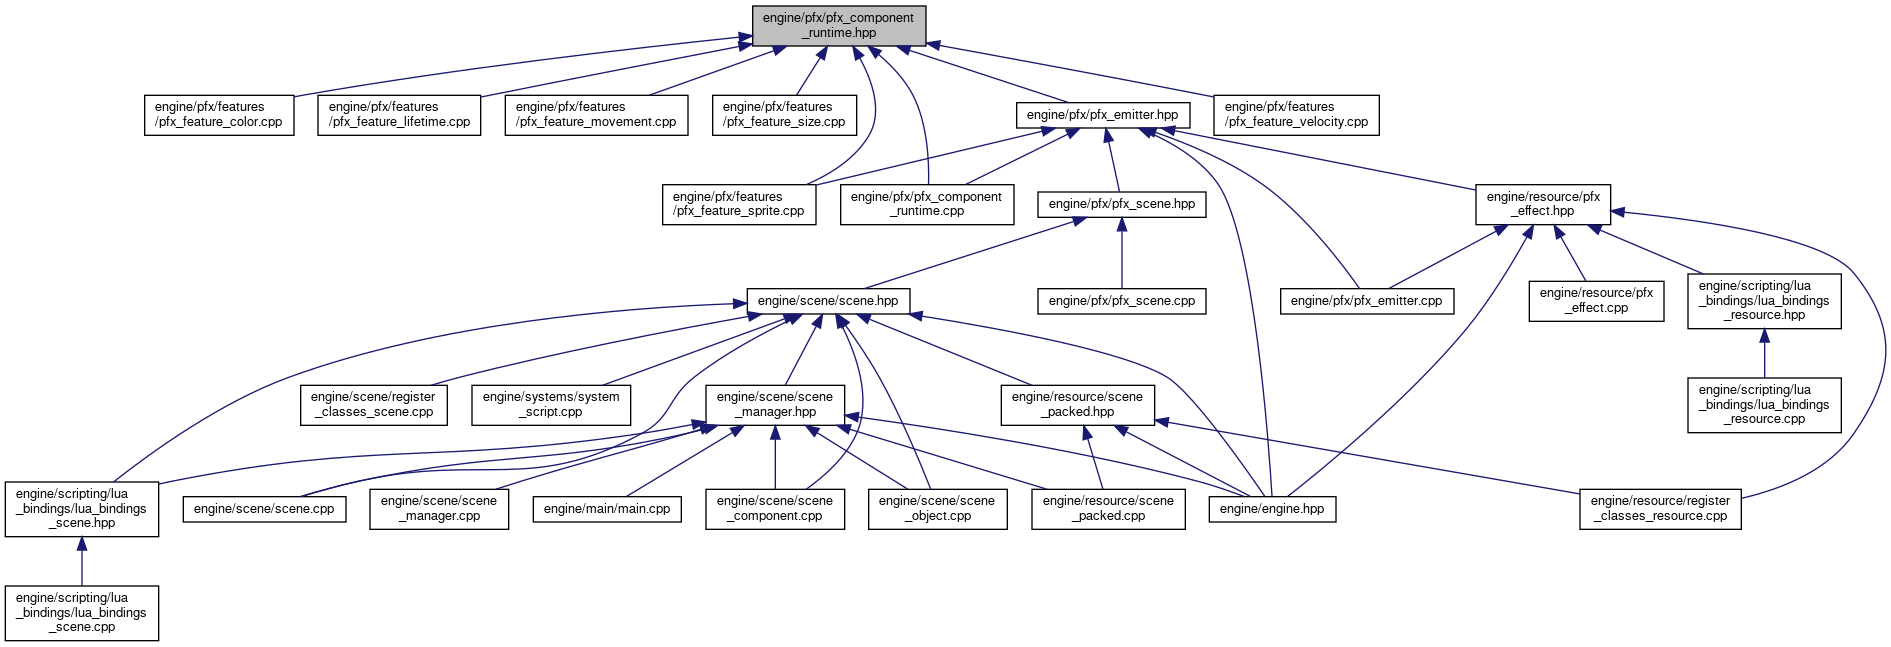 engine/pfx/pfx_component
_runtime.hpp
engine/pfx/features
/pfx_feature_color.cpp
engine/pfx/features
/pfx_feature_lifetime.cpp
engine/pfx/features
/pfx_feature_movement.cpp
engine/pfx/features
/pfx_feature_size.cpp
engine/pfx/pfx_emitter.hpp
engine/pfx/features
/pfx_feature_velocity.cpp
engine/pfx/features
/pfx_feature_sprite.cpp
engine/pfx/pfx_component
_runtime.cpp
engine/pfx/pfx_scene.hpp
engine/resource/pfx
_effect.hpp
engine/scene/scene.hpp
engine/pfx/pfx_scene.cpp
engine/pfx/pfx_emitter.cpp
engine/resource/pfx
_effect.cpp
engine/scripting/lua
_bindings/lua_bindings
_resource.hpp
engine/scene/register
_classes_scene.cpp
engine/systems/system
_script.cpp
engine/scene/scene
_manager.hpp
engine/resource/scene
_packed.hpp
engine/scripting/lua
_bindings/lua_bindings
_resource.cpp
engine/scripting/lua
_bindings/lua_bindings
_scene.hpp
engine/scene/scene.cpp
engine/scene/scene
_manager.cpp
engine/main/main.cpp
engine/scene/scene
_component.cpp
engine/scene/scene
_object.cpp
engine/resource/scene
_packed.cpp
engine/engine.hpp
engine/resource/register
_classes_resource.cpp
engine/scripting/lua
_bindings/lua_bindings
_scene.cpp